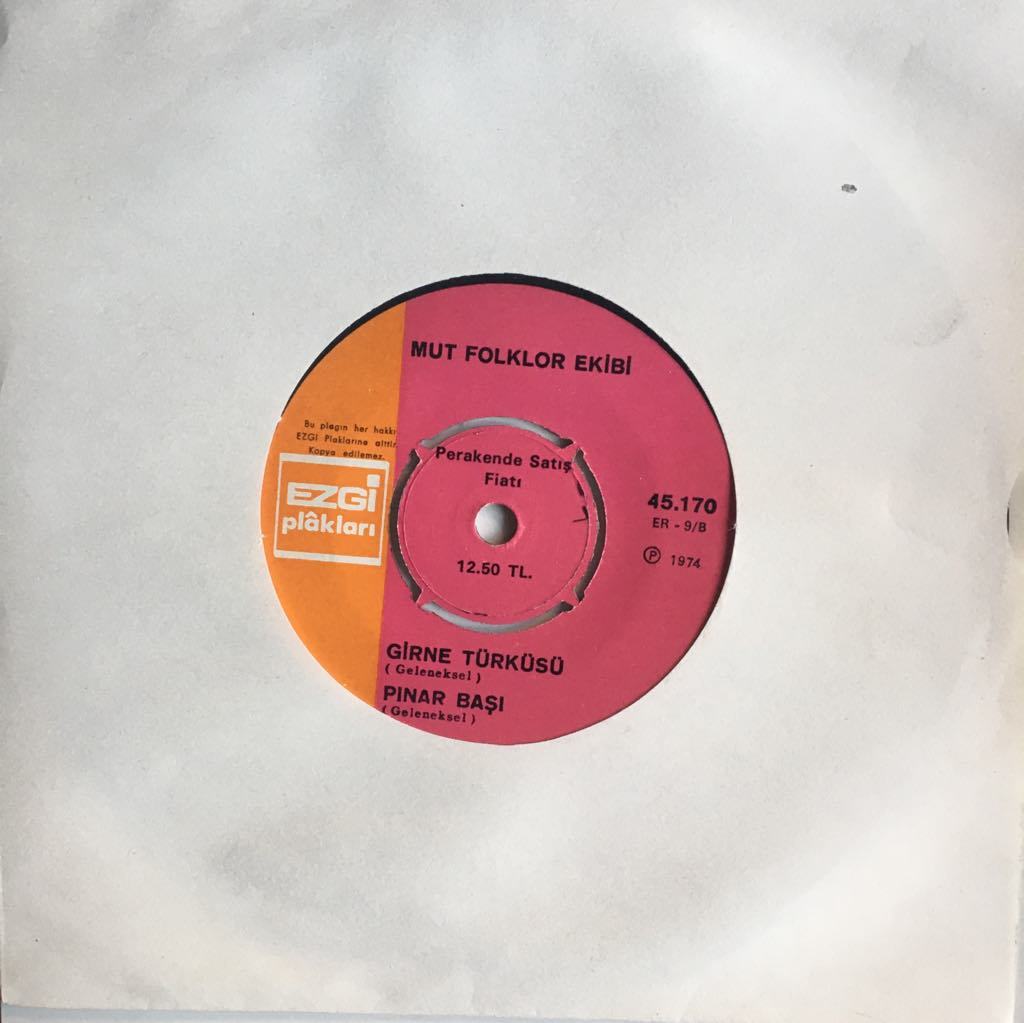 MUT FOLKLOR EKİBİ
Bu plağın her hakkı
EZGİ Plaklarına aittir.
Kopya edilemez.
EZGİ
plâkları
Perakende Satış
Fiatı
12.50 TL.
45.170
ER - 9/B
Ⓟ 1974
GİRNE TÜRKÜSÜ
( Geleneksel )
PINAR BAŞI
( Geleneksel )